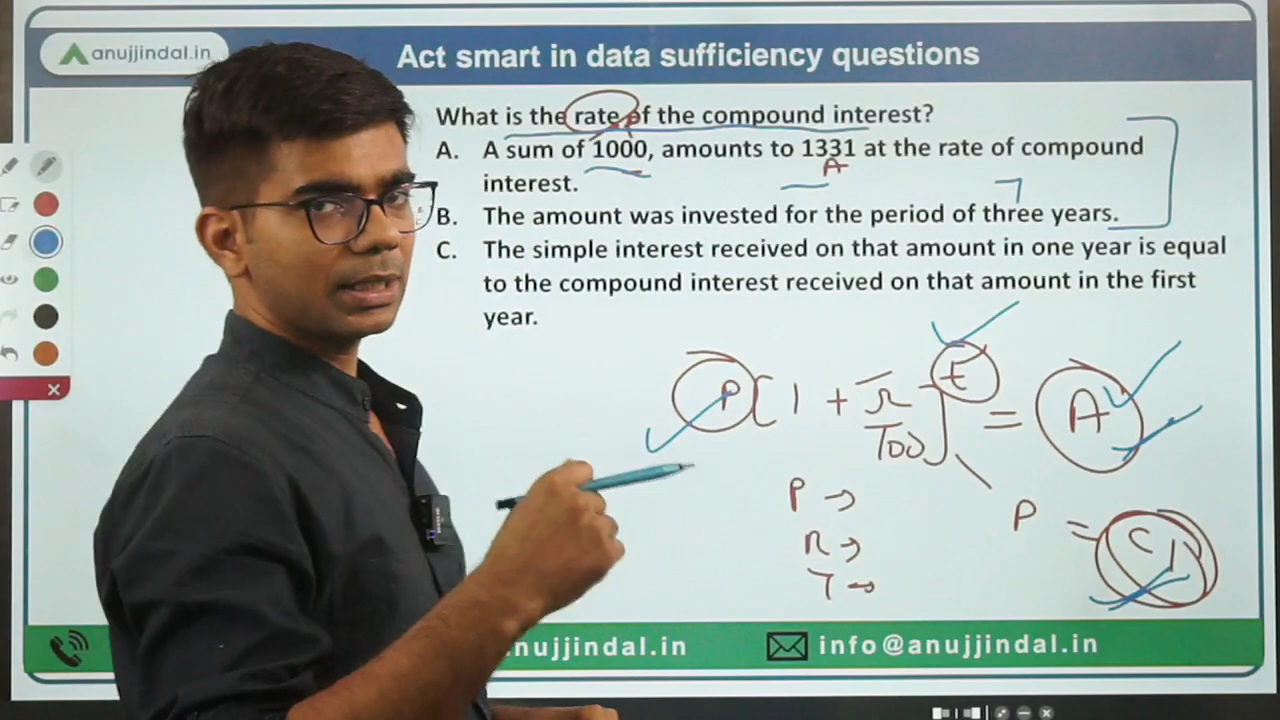 anujjindal.in
Act smart in data sufficiency questions
What is the rate of the compound interest?
A. A sum of 1000, amounts to 1331 at the rate of compound
interest.
B. The amount was invested for the period of three years.
C. The simple interest received on that amount in one year is equal
to the compound interest received on that amount in the first
year.
P[1 + r/100]^t = A
P →
R →
T →
P = CI
nujjindal.in
info@anujjindal.in